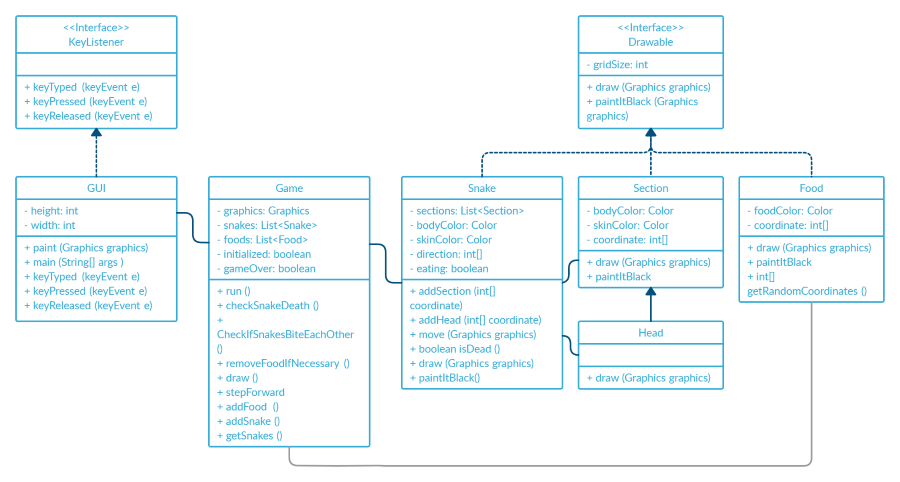 <<Interface>>
KeyListener
+ keyTyped (keyEvent e)
+ keyPressed (keyEvent e)
+ keyReleased (keyEvent e)
<<Interface>>
Drawable
- gridSize: int
+ draw (Graphics graphics)
+ paintItBlack (Graphics
graphics)
GUI
- height: int
- width: int
+ paint (Graphics graphics)
+ main (String[] args )
+ keyTyped (keyEvent e)
+ keyPressed (keyEvent e)
+ keyReleased (keyEvent e)
Game
- graphics: Graphics
- snakes: List<Snake>
- foods: List<Food>
- initialized: boolean
- gameOver: boolean
+ run ()
+ checkSnakeDeath ()
+
CheckIfSnakesBiteEachOther
()
+ removeFoodIfNecessary ()
+ draw ()
+ stepForward
+ addFood ()
+ addSnake ()
+ getSnakes ()
Snake
- sections: List<Section>
- bodyColor: Color
- skinColor: Color
- direction: int[]
- eating: boolean
+ addSection (int[]
coordinate)
+ addHead (int[] coordinate)
+ move (Graphics graphics)
+ boolean isDead ()
+ draw (Graphics graphics)
+ paintItBlack()
Section
- bodyColor: Color
- skinColor: Color
- coordinate: int[]
+ draw (Graphics graphics)
+ paintItBlack
Head
+ draw (Graphics graphics)
Food
- foodColor: Color
- coordinate: int[]
+ draw (Graphics graphics)
+ paintItBlack
+ int[]
getRandomCoordinates ()